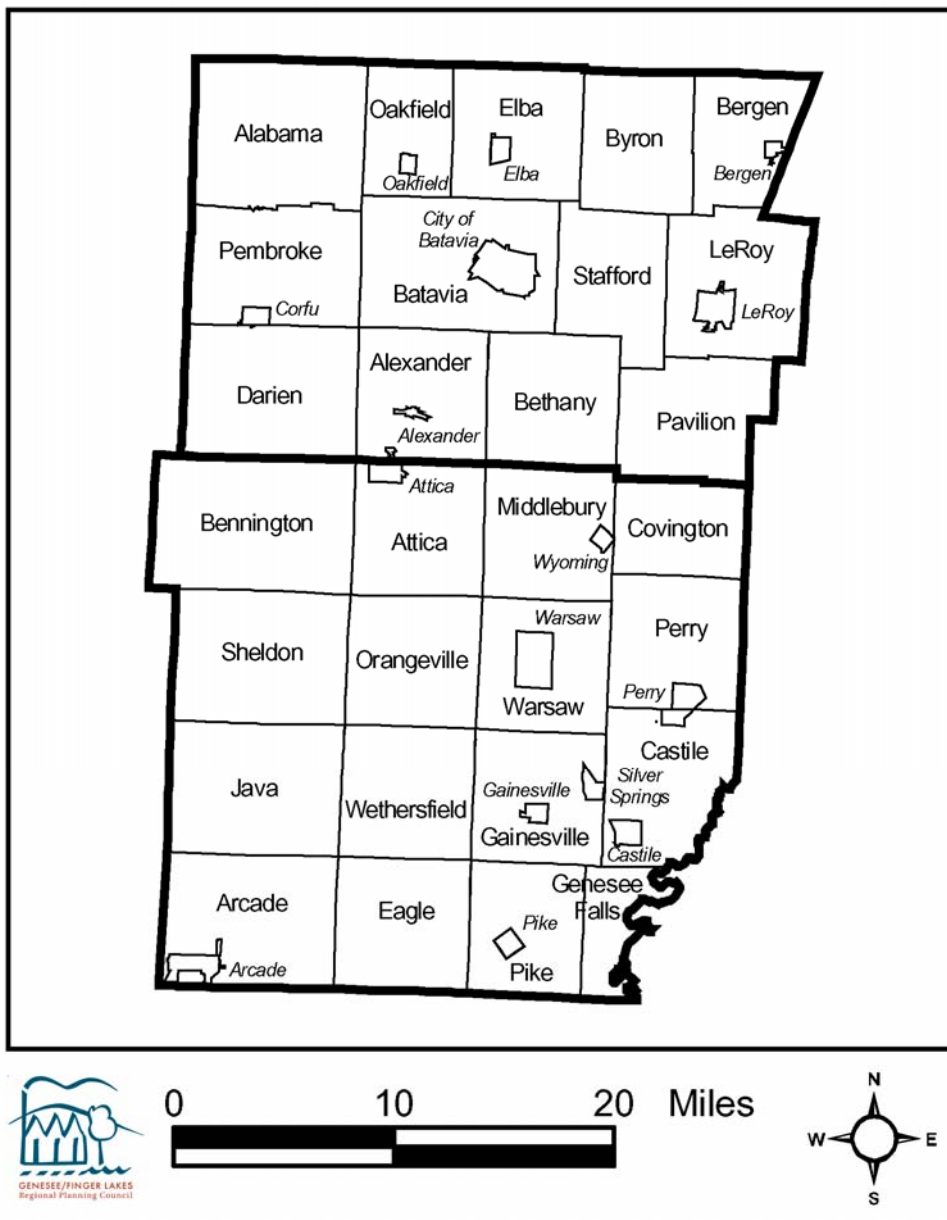 Oakfield
Elba
Bergen
Alabama
Byron
Oakfield
Elba
Bergen
City of
Batavia
Pembroke
LeRoy
Stafford
Batavia
Corfu
LeRoy
Alexander
Darien
Bethany
Pavilion
Alexander
Attica
Middlebury
Bennington
Covington
Attica
Wyoming
Warsaw
Perry
Sheldon
Orangeville
Perry
Warsaw
Castile
Silver
Springs
Java
Gainesville
Wethersfield
Gainesville
Castile
Genesee
Falls
Arcade
Eagle
Pike
Arcade
Pike
0 10 20 Miles
N
W E
S
GENESEE/FINGER LAKES
Regional Planning Council